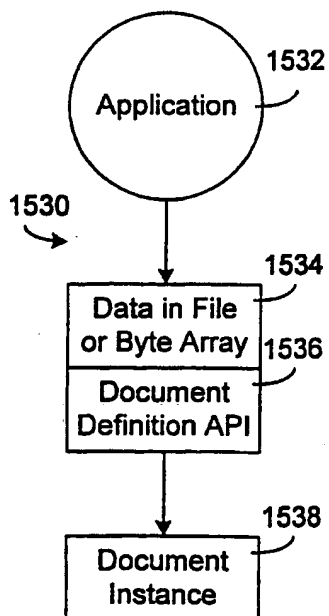 1532
Application
1530
1534
Data in File
or Byte Array
1536
Document
Definition API
1538
Document
Instance